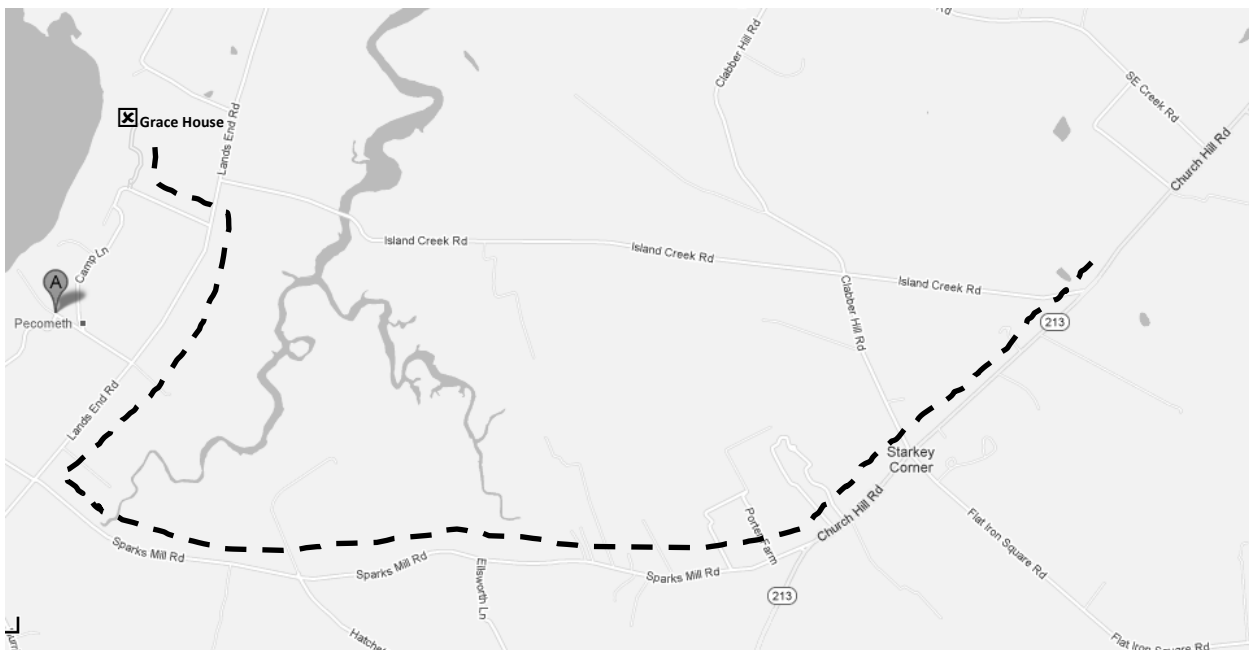 Rd
Clabber Hill Rd
SE Creek Rd
Grace House
Lands End Rd
Church Hill Rd
Island Creek Rd
Island Creek Rd
Camp Ln
A
Island Creek Rd
Pecometh
213
Clabber Hill Rd
Lands End Rd
Starkey
Corner
Church Hill Rd
Porter Farm
Flat Iron Square Rd
Sparks Mill Rd
Sparks Mill Rd
Ellsworth Ln
Sparks Mill Rd
213
Hatche
Flat Iron Square Rd